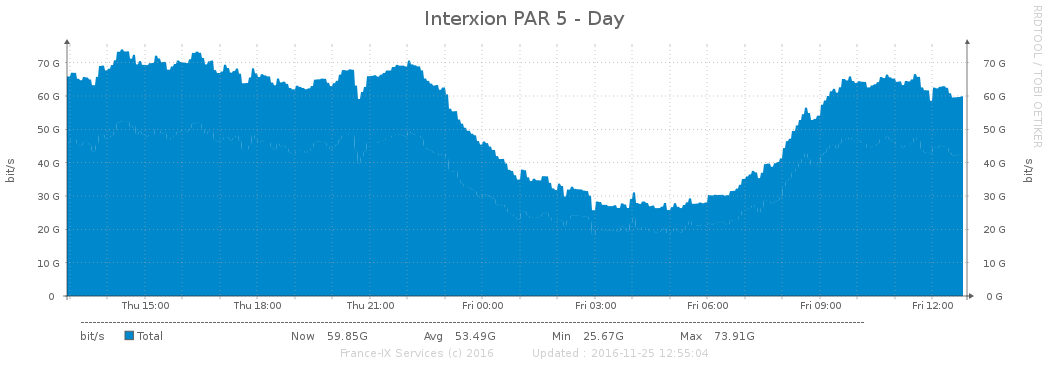 Interxion PAR 5 - Day
RRDTOOL / TOBI OETIKER
bit/s
70 G 70 G
60 G 60 G
50 G 50 G
40 G 40 G
30 G 30 G
20 G 20 G
10 G 10 G
0 0 G
bit/s
Thu 15:00 Thu 18:00 Thu 21:00 Fri 00:00 Fri 03:00 Fri 06:00 Fri 09:00 Fri 12:00
bit/s Total Now 59.85G Avg 53.49G Min 25.67G Max 73.91G
France-IX Services (c) 2016 Updated : 2016-11-25 12:55:04